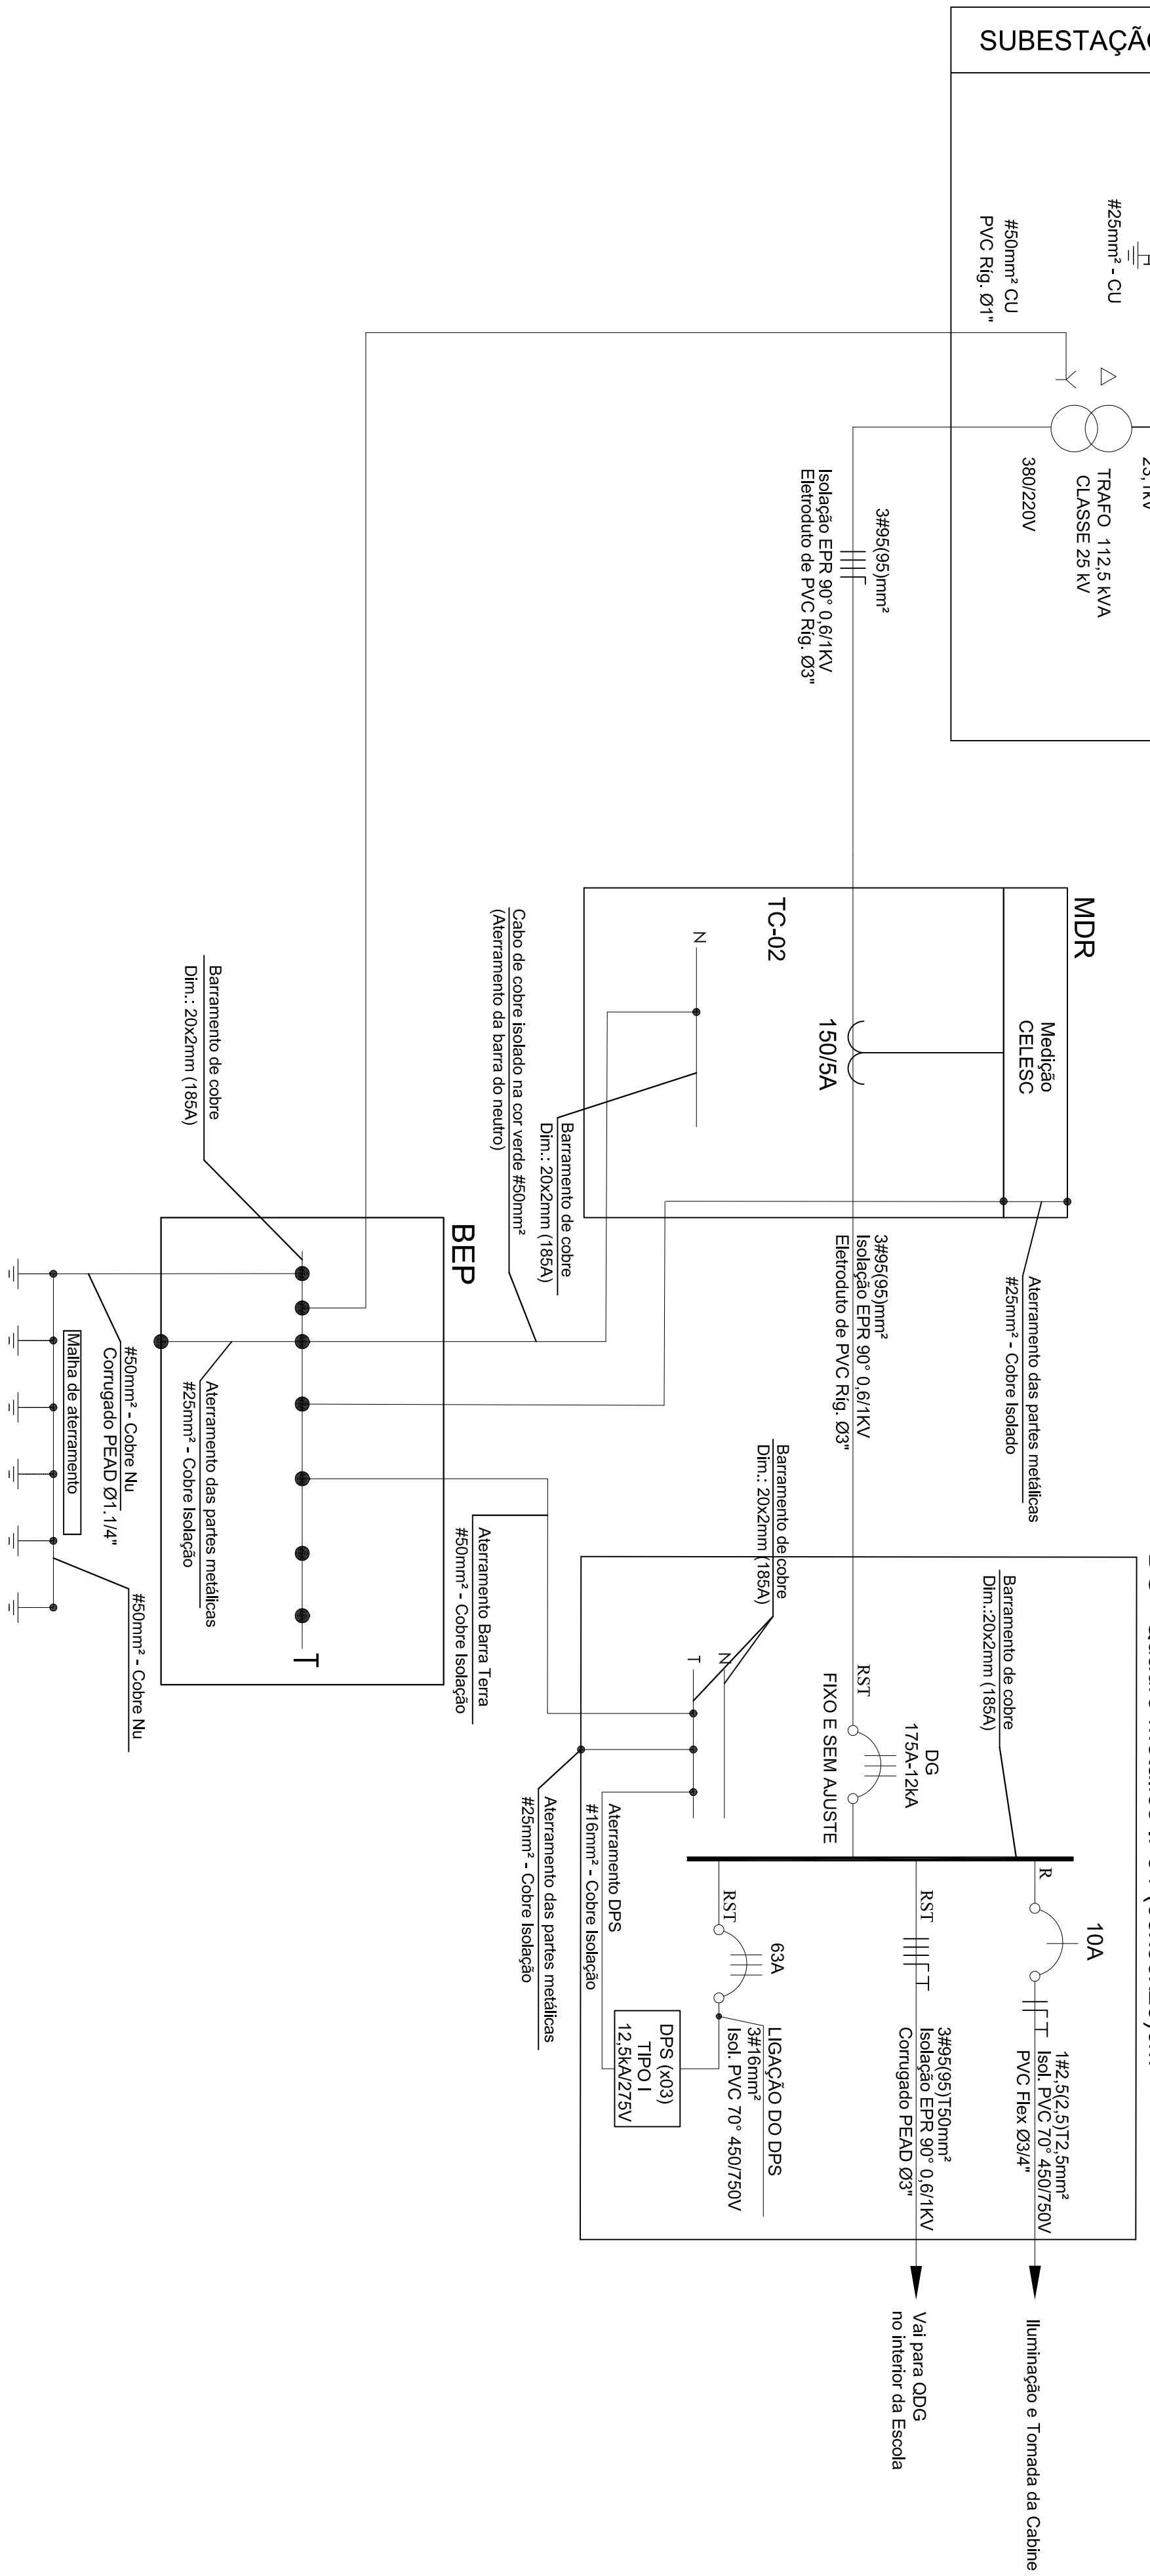 SUBESTAÇÃO
#25mm² - CU
#50mm² CU
PVC Rig. Ø1"
TRAFO 112,5 kVA
CLASSE 25 kV
380/220V
3#95(95)mm²
Isolação EPR 90° 0,6/1KV
Eletroduto de PVC Rig. Ø3"
MDR
Medição
CELESC
150/5A
TC-02
N
Barramento de cobre
Dim.: 20x2mm (185A)
Cabo de cobre isolado na cor verde #50mm²
(Aterramento da barra do neutro)
Barramento de cobre
Dim.: 20x2mm (185A)
Aterramento das partes metálicas
#25mm² - Cobre Isolado
3#95(95)mm²
Isolação EPR 90° 0,6/1KV
Eletroduto de PVC Rig. Ø3"
BEP
T
Aterramento das partes metálicas
#25mm² - Cobre Isolação
#50mm² - Cobre Nu
Corrugado PEAD Ø1.1/4"
Malha de aterramento
#50mm² - Cobre Nu
Aterramento Barra Terra
#50mm² - Cobre Isolação
Barramento de cobre
Dim.: 20x2mm (185A)
Barramento de cobre
Dim.:20x2mm (185A)
RST
DG
175A-12kA
FIXO E SEM AJUSTE
N
T
Aterramento DPS
#16mm² - Cobre Isolação
Aterramento das partes metálicas
#25mm² - Cobre Isolação
R
10A
1#2,5(2,5)T2,5mm²
Isol. PVC 70° 450/750V
PVC Flex Ø3/4"
Iluminação e Tomada da Cabine
RST
3#95(95)T50mm²
Isolação EPR 90° 0,6/1KV
Corrugado PEAD Ø3"
Vai para QDG
no interior da Escola
RST
63A
LIGAÇÃO DO DPS
3#16mm²
Isol. PVC 70° 450/750V
DPS (x03)
TIPO I
12,5kA/275V